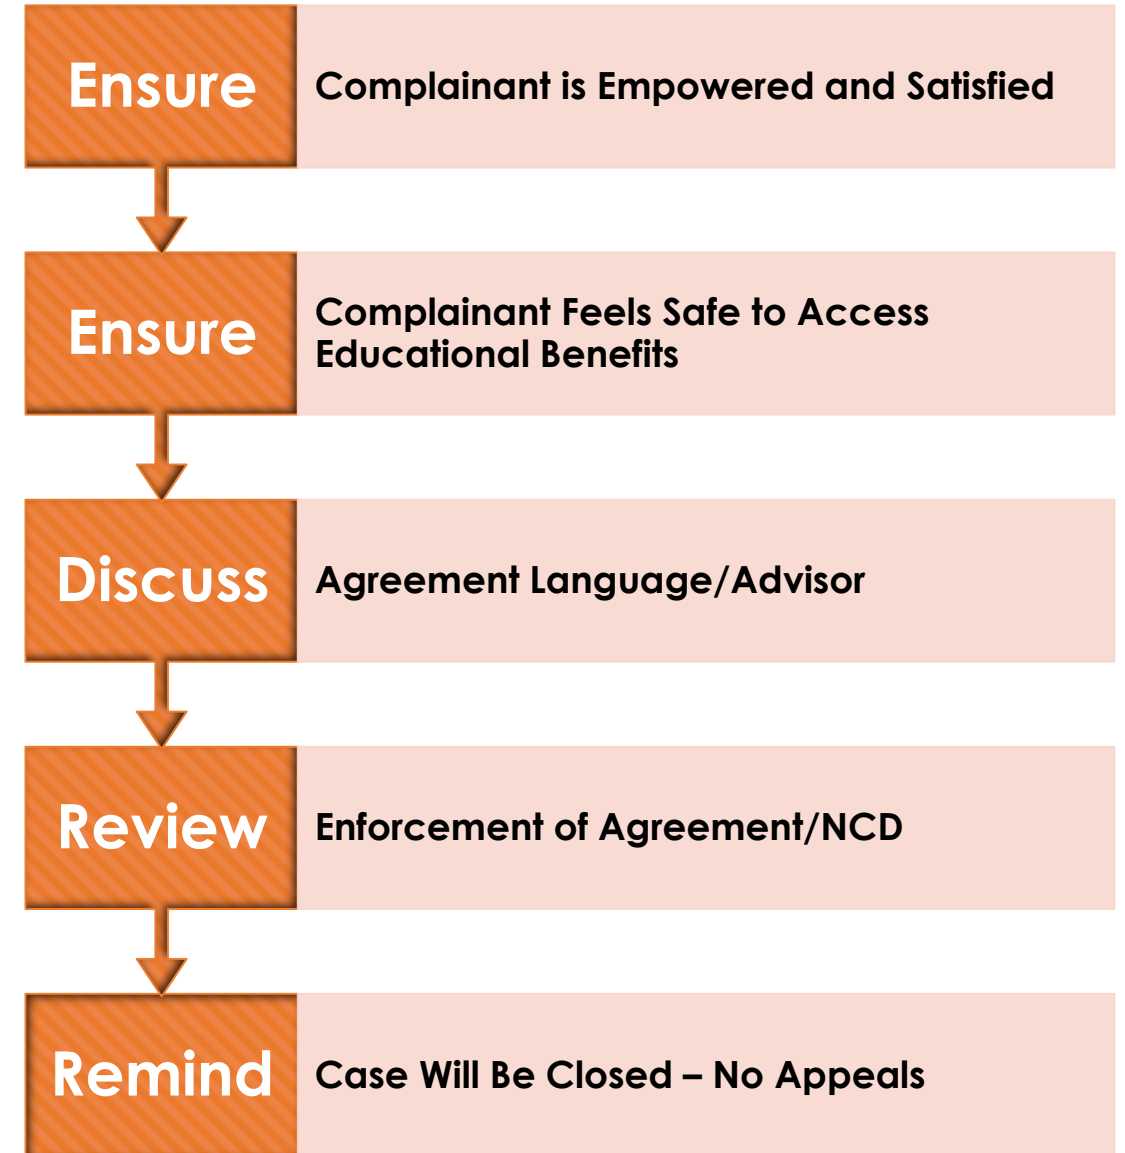 Ensure
Complainant is Empowered and Satisfied
Ensure
Complainant Feels Safe to Access
Educational Benefits
Discuss
Agreement Language/Advisor
Review
Enforcement of Agreement/NCD
Remind
Case Will Be Closed – No Appeals